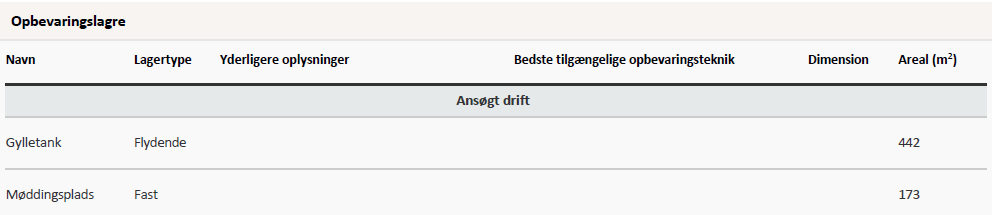 Opbevaringslagre
Navn Lagertype Yderligere oplysninger Bedste tilgængelige opbevaringsteknik Dimension Areal (m²)
Ansøgt drift
Gylletank Flydende 442
Møddingsplads Fast 173